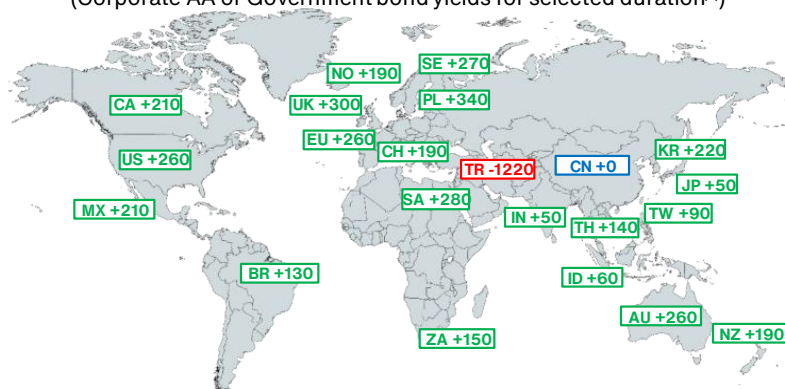 (Corporate AA or Government bond yields for selected duration
NO +190
SE +270
CA +210
UK +300
PL +340
EU +260
CH +190
US +260
KR +220
TR -1220
CN +0
JP +50
MX +210
SA +280
IN +50
TW +90
TH +140
BR +130
ID +60
AU +260
NZ +190
ZA +150